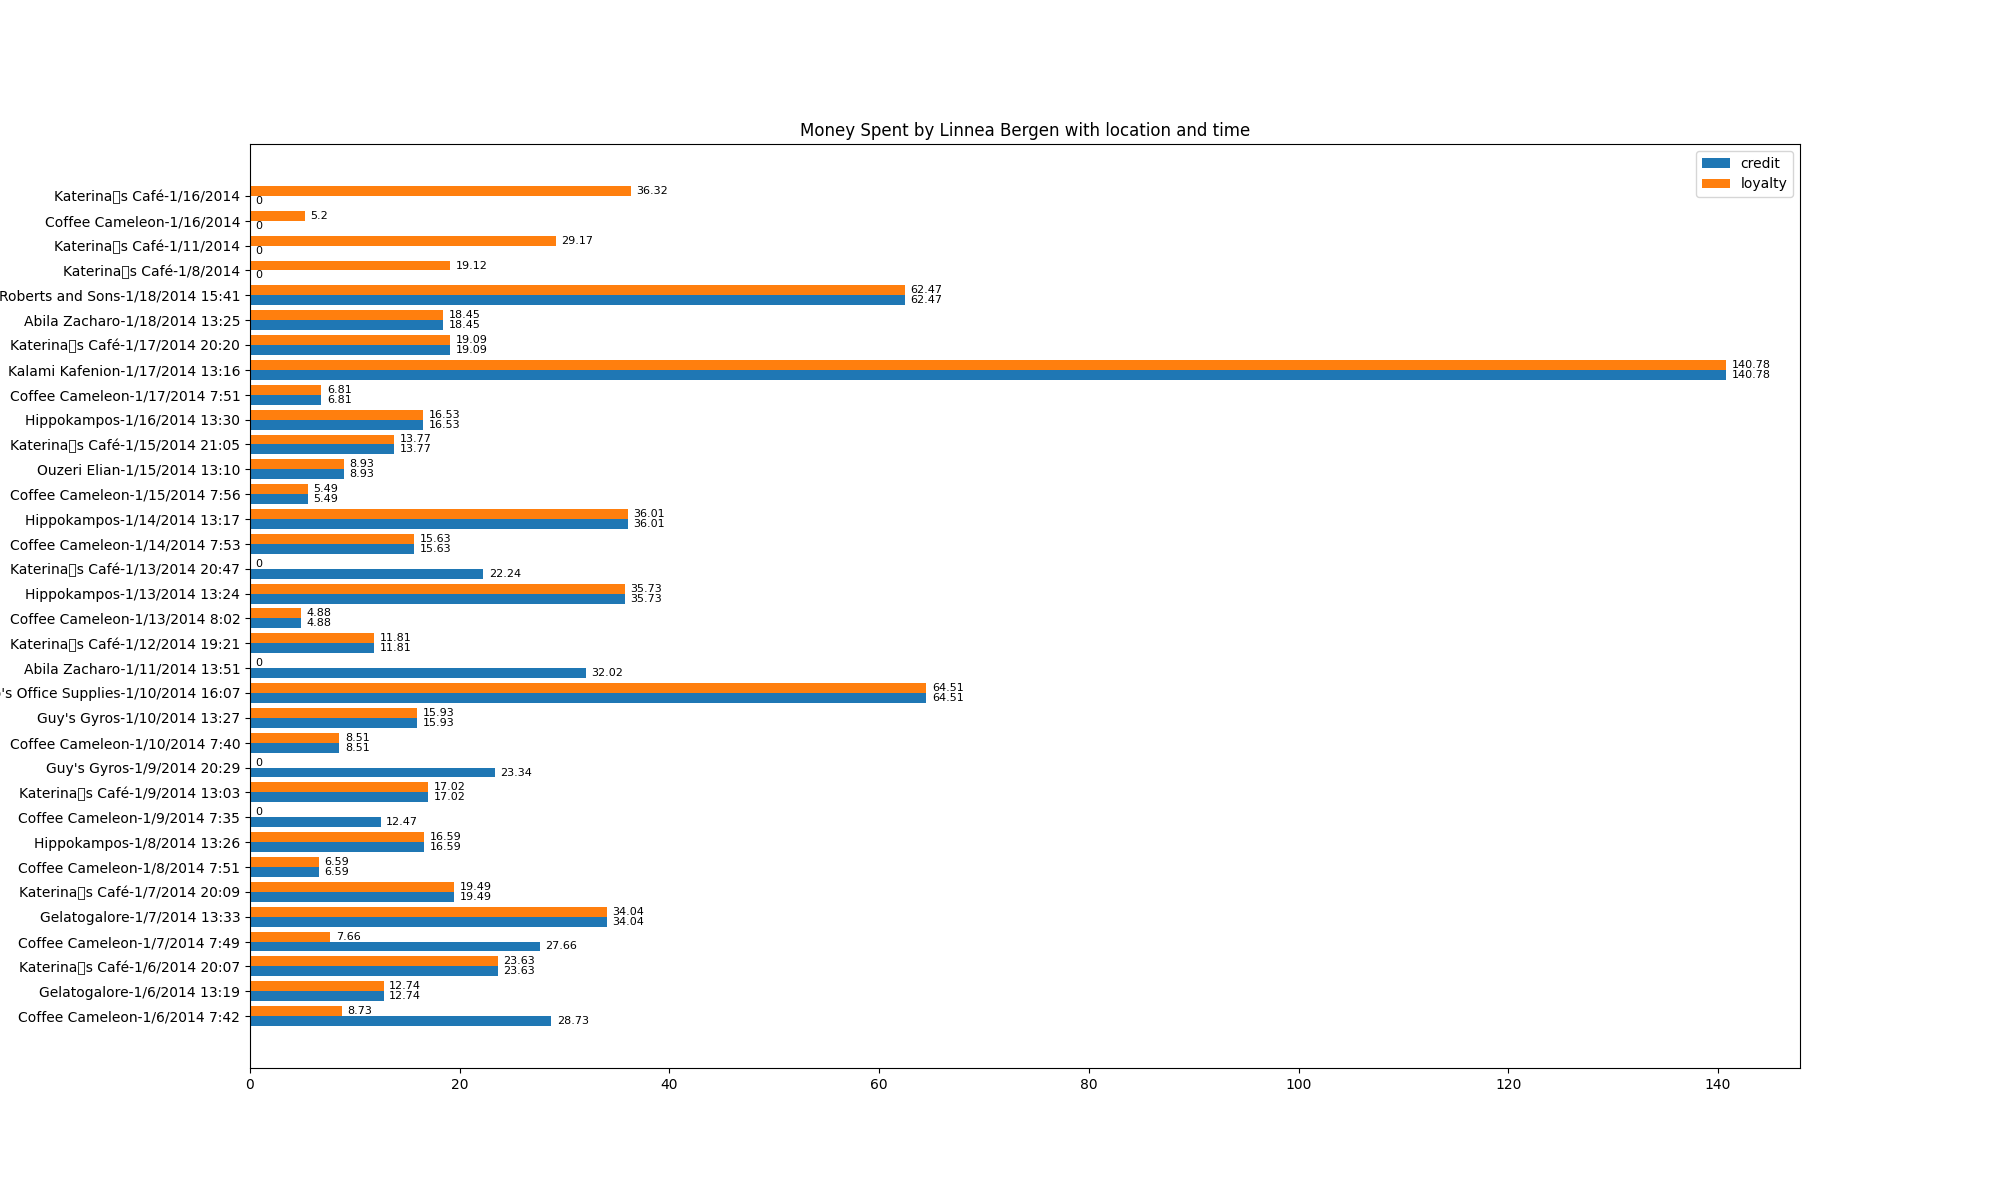 Money Spent by Linnea Bergen with location and time
credit
loyalty
Katerina▯s Café-1/16/2014
36.32
0
Coffee Cameleon-1/16/2014
5.2
0
Katerina▯s Café-1/11/2014
29.17
0
Katerina▯s Café-1/8/2014
19.12
0
Roberts and Sons-1/18/2014 15:41
62.47
62.47
Abila Zacharo-1/18/2014 13:25
18.45
18.45
Katerina▯s Café-1/17/2014 20:20
19.09
19.09
Kalami Kafenion-1/17/2014 13:16
140.78
140.78
Coffee Cameleon-1/17/2014 7:51
6.81
6.81
Hippokampos-1/16/2014 13:30
16.53
16.53
Katerina▯s Café-1/15/2014 21:05
13.77
13.77
Ouzeri Elian-1/15/2014 13:10
8.93
8.93
Coffee Cameleon-1/15/2014 7:56
5.49
5.49
Hippokampos-1/14/2014 13:17
36.01
36.01
Coffee Cameleon-1/14/2014 7:53
15.63
15.63
Katerina▯s Café-1/13/2014 20:47
0
22.24
Hippokampos-1/13/2014 13:24
35.73
35.73
Coffee Cameleon-1/13/2014 8:02
4.88
4.88
Katerina▯s Café-1/12/2014 19:21
11.81
11.81
Abila Zacharo-1/11/2014 13:51
0
32.02
's Office Supplies-1/10/2014 16:07
64.51
64.51
Guy's Gyros-1/10/2014 13:27
15.93
15.93
Coffee Cameleon-1/10/2014 7:40
8.51
8.51
Guy's Gyros-1/9/2014 20:29
0
23.34
Katerina▯s Café-1/9/2014 13:03
17.02
17.02
Coffee Cameleon-1/9/2014 7:35
0
12.47
Hippokampos-1/8/2014 13:26
16.59
16.59
Coffee Cameleon-1/8/2014 7:51
6.59
6.59
Katerina▯s Café-1/7/2014 20:09
19.49
19.49
Gelatogalore-1/7/2014 13:33
34.04
34.04
Coffee Cameleon-1/7/2014 7:49
7.66
27.66
Katerina▯s Café-1/6/2014 20:07
23.63
23.63
Gelatogalore-1/6/2014 13:19
12.74
12.74
Coffee Cameleon-1/6/2014 7:42
8.73
28.73
0 20 40 60 80 100 120 140